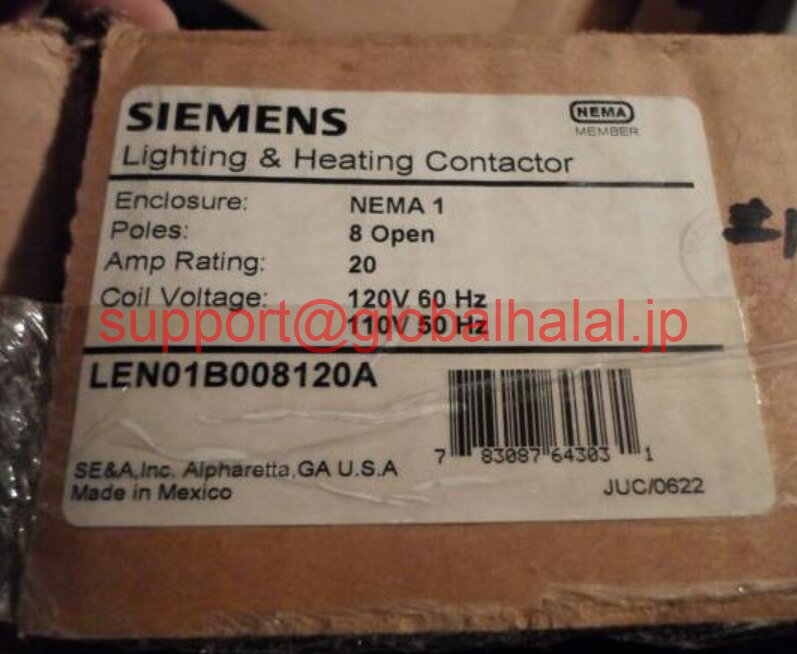 SIEMENS
NEMA
MEMBER
Lighting & Heating Contactor
Enclosure: NEMA 1
Poles: 8 Open
Amp Rating: 20
Coil Voltage: 120V 60 Hz
110V 50 Hz
support@globalhalal.jp
LEN01B008120A
7 83087 64303 1
SE&A,Inc. Alpharetta,GA U.S.A
Made in Mexico
JUC/0622